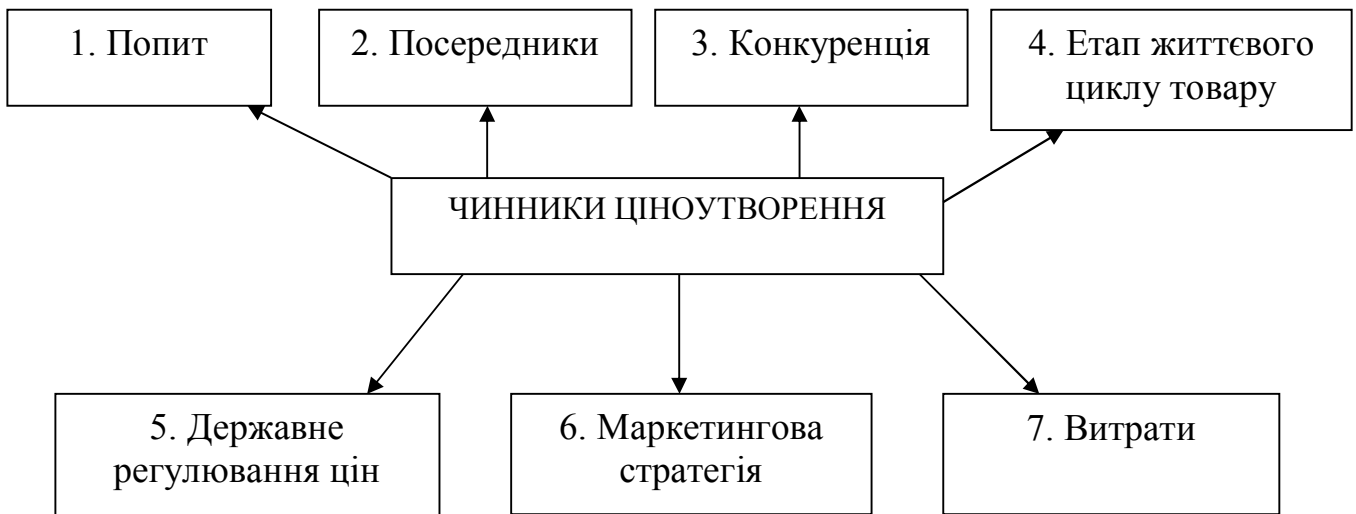 1. Попит
2. Посередники
3. Конкуренція
4. Етап життєвого
циклу товару
ЧИННИКИ ЦІНОУТВОРЕННЯ
5. Державне
регулювання цін
6. Маркетингова
стратегія
7. Витрати